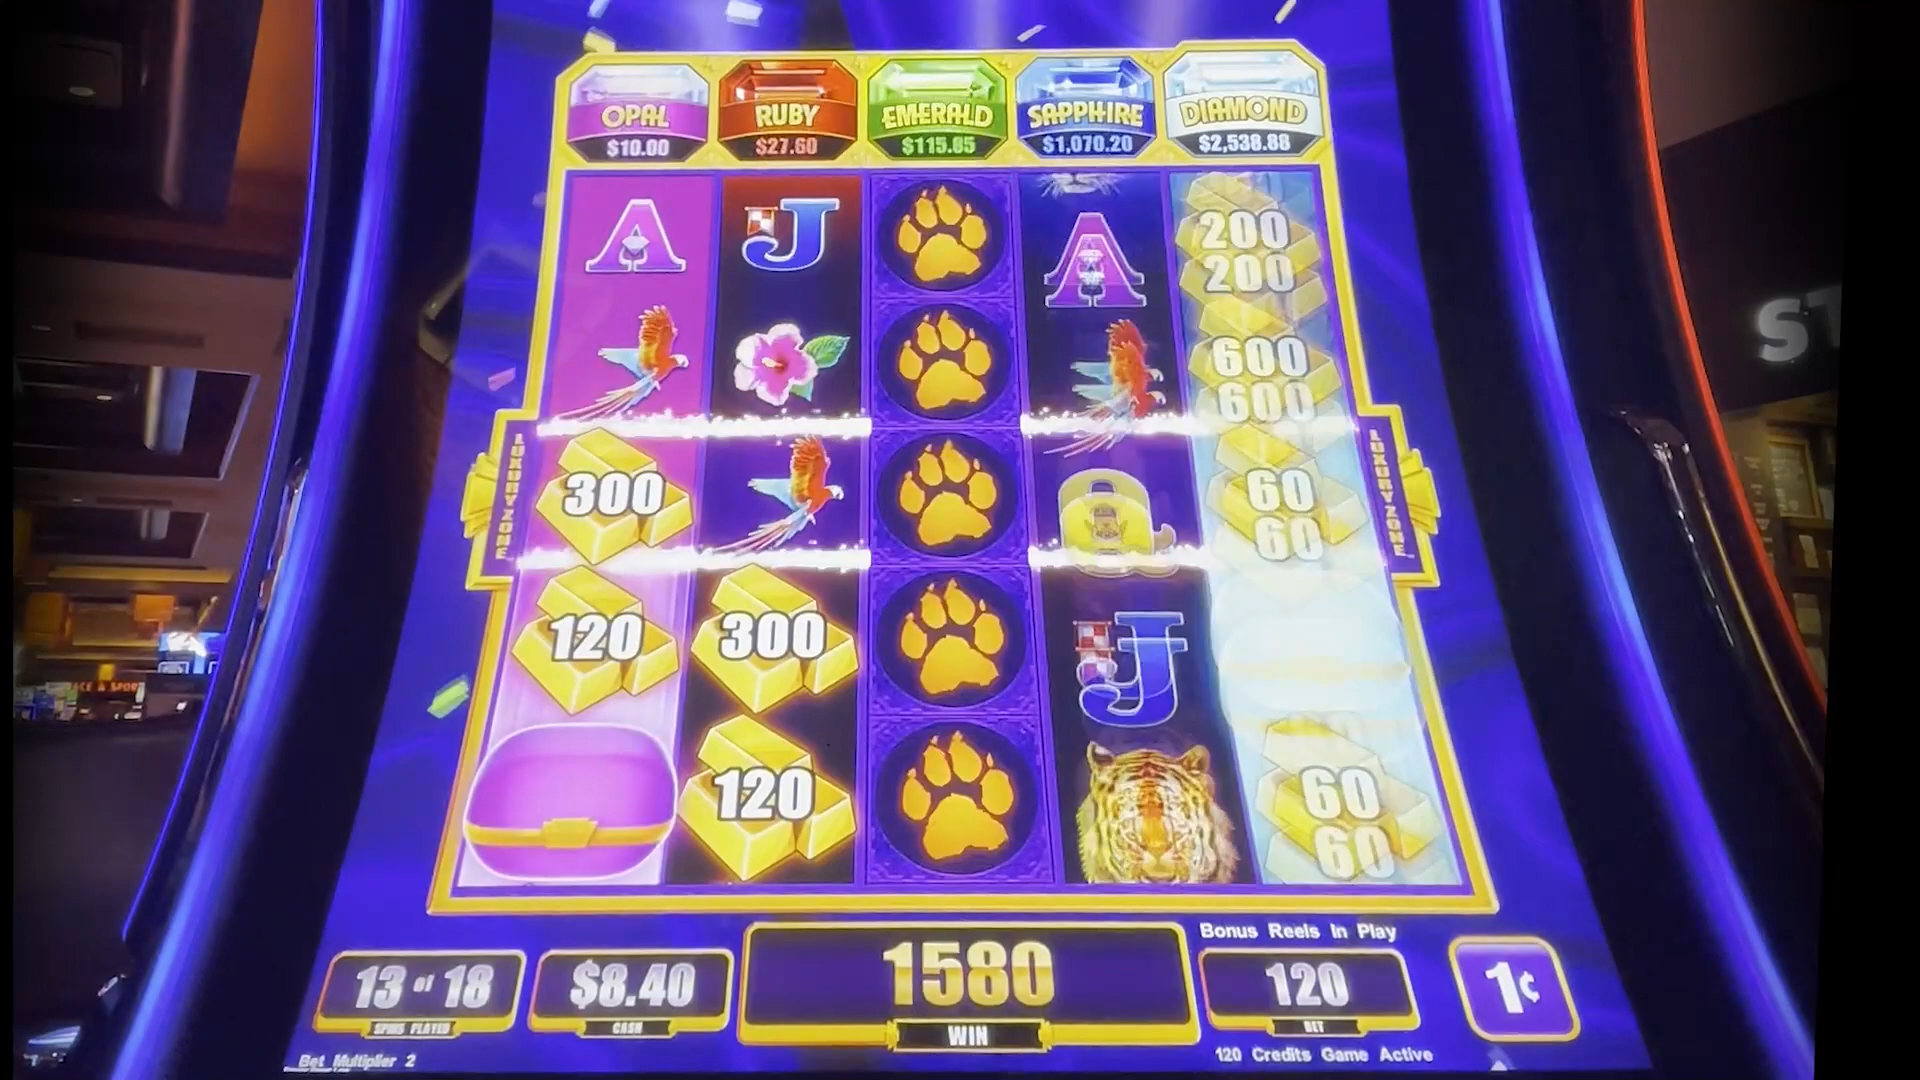 ST
OPAL RUBY EMERALD SAPPHIRE DIAMOND
$10.00 $27.60 $115.65 $1,070.20 $2,538.88
A J A 200
200
600
600
LUXURY ZONE 300 Q 60 LUXURY ZONE
60
120 300 J
120 60
60
Bonus Reels In Play
13 of 18 $8.40 1580 120 1¢
SPINS PLAYED CASH WIN BET
Bet Multiplier 2 120 Credits Game Active